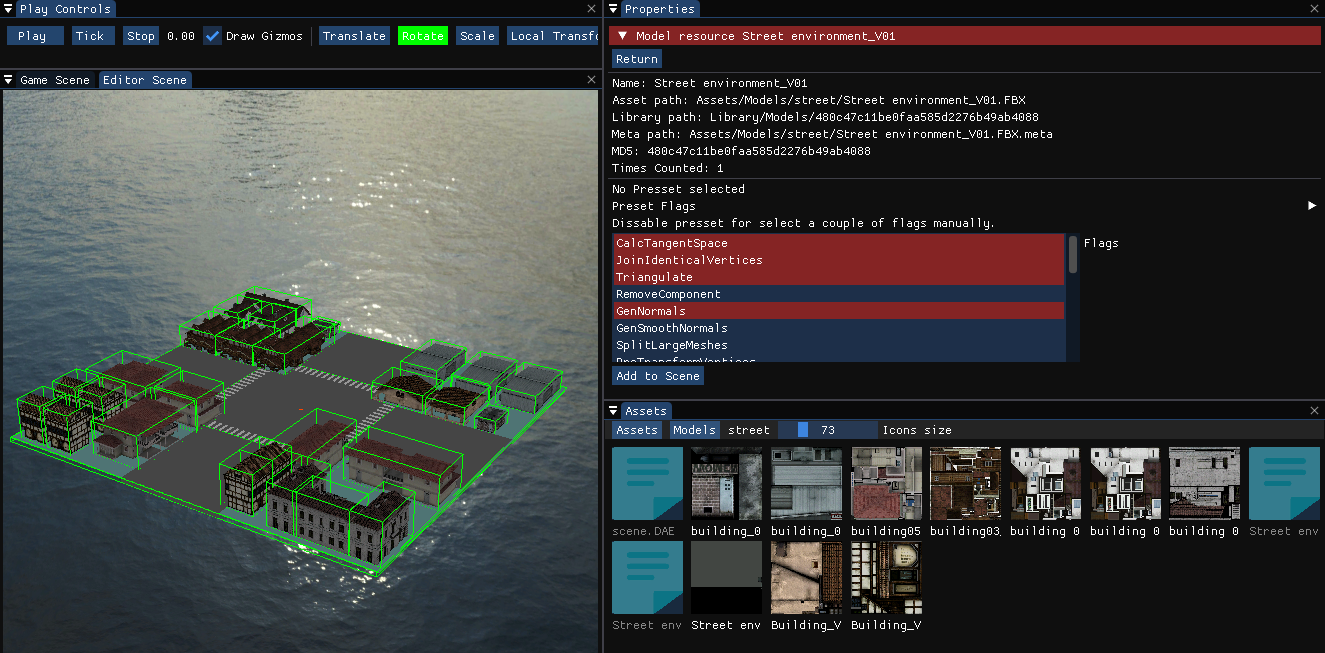 Play Controls
Play Tick Stop 0.00 Draw Gizmos Translate Rotate Scale Local Transfo
Game Scene Editor Scene
Properties
Model resource Street environment_V01
Return
Name: Street environment_V01
Asset path: Assets/Models/street/Street environment_V01.FBX
Library path: Library/Models/480c47c11be0faa585d2276b49ab4088
Meta path: Assets/Models/street/Street environment_V01.FBX.meta
MD5: 480c47c11be0faa585d2276b49ab4088
Times Counted: 1
No Presset selected
Preset Flags
Dissable presset for select a couple of flags manually.
CalcTangentSpace Flags
JoinIdenticalVertices
Triangulate
RemoveComponent
GenNormals
GenSmoothNormals
SplitLargeMeshes
PreTransformVertices
Add to Scene
Assets
Assets Models street 73 Icons size
scene.DAE building_0 building_0 building05 building03. building 0 building 0 building 0 Street env
Street env Street env Building_V Building_V